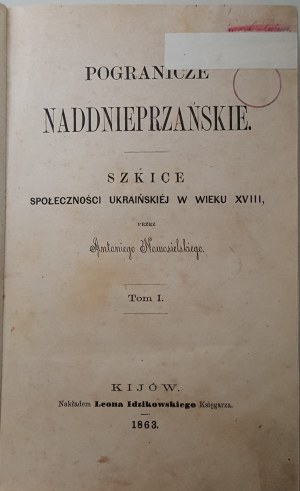 POGRANICZE
NADDNIEPRZAŃSKIE.
SZKICE
SPOŁECZNOŚCI UKRAIŃSKIÉJ W WIEKU XVIII,
PRZEZ
Antoniego Nowosielskiego.
Tom I.
KIJÓW.
Nakładem Leona Idzikowskiego Księgarza.
1863.